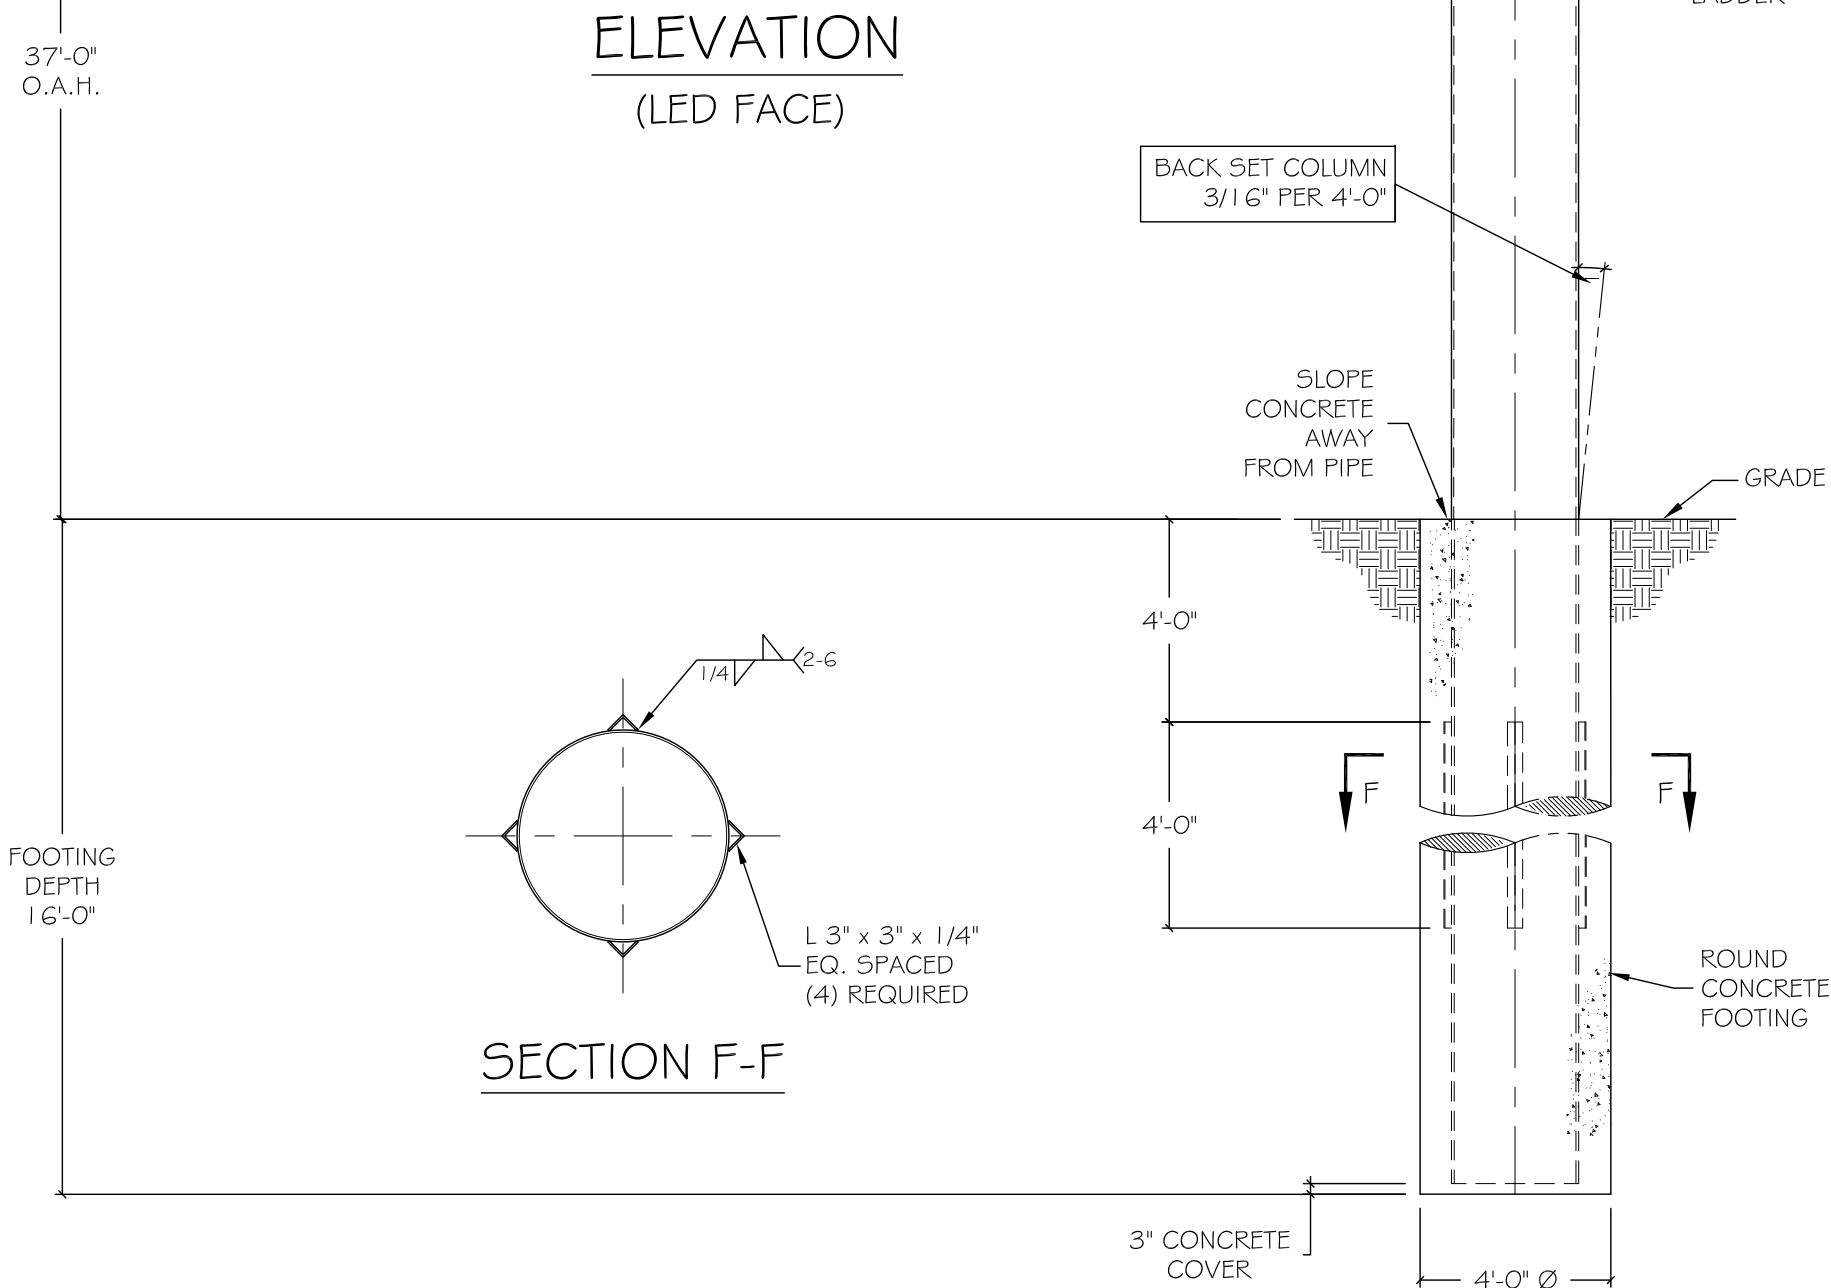 LADDER
ELEVATION
(LED FACE)
37'-0"
O.A.H.
BACK SET COLUMN
3/16" PER 4'-0"
SLOPE
CONCRETE
AWAY
FROM PIPE
GRADE
4'-0"
1/4
2-6
F
F
4'-0"
FOOTING
DEPTH
16'-0"
L 3" x 3" x 1/4"
EQ. SPACED
(4) REQUIRED
ROUND
CONCRETE
FOOTING
SECTION F-F
3" CONCRETE
COVER
4'-0" Ø